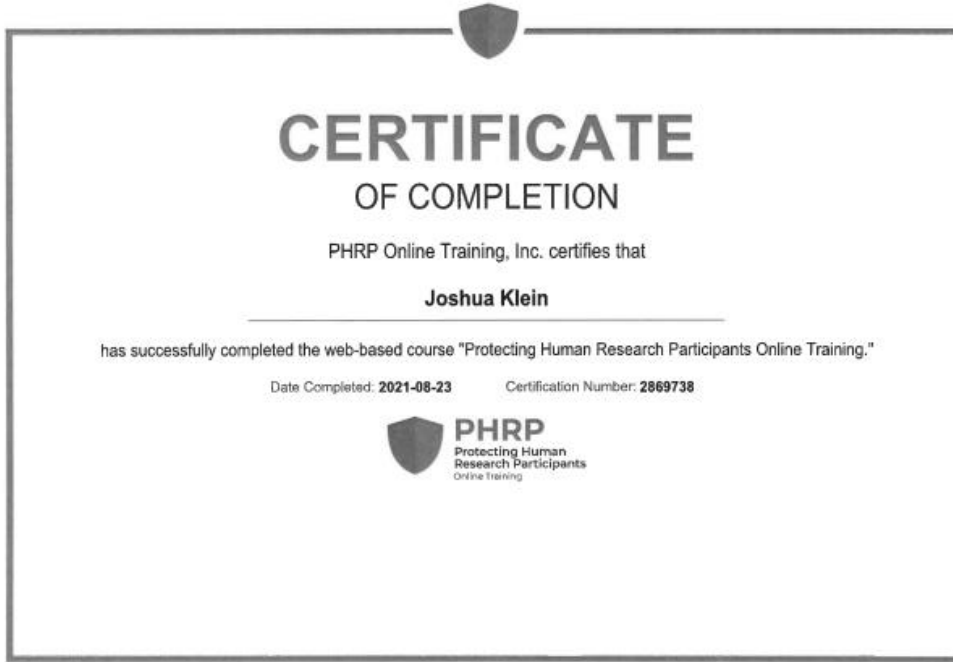 CERTIFICATE
OF COMPLETION
PHRP Online Training, Inc. certifies that
Joshua Klein
has successfully completed the web-based course "Protecting Human Research Participants Online Training."
Date Completed: 2021-08-23 Certification Number: 2869738
PHRP
Protecting Human
Research Participants
Online Training